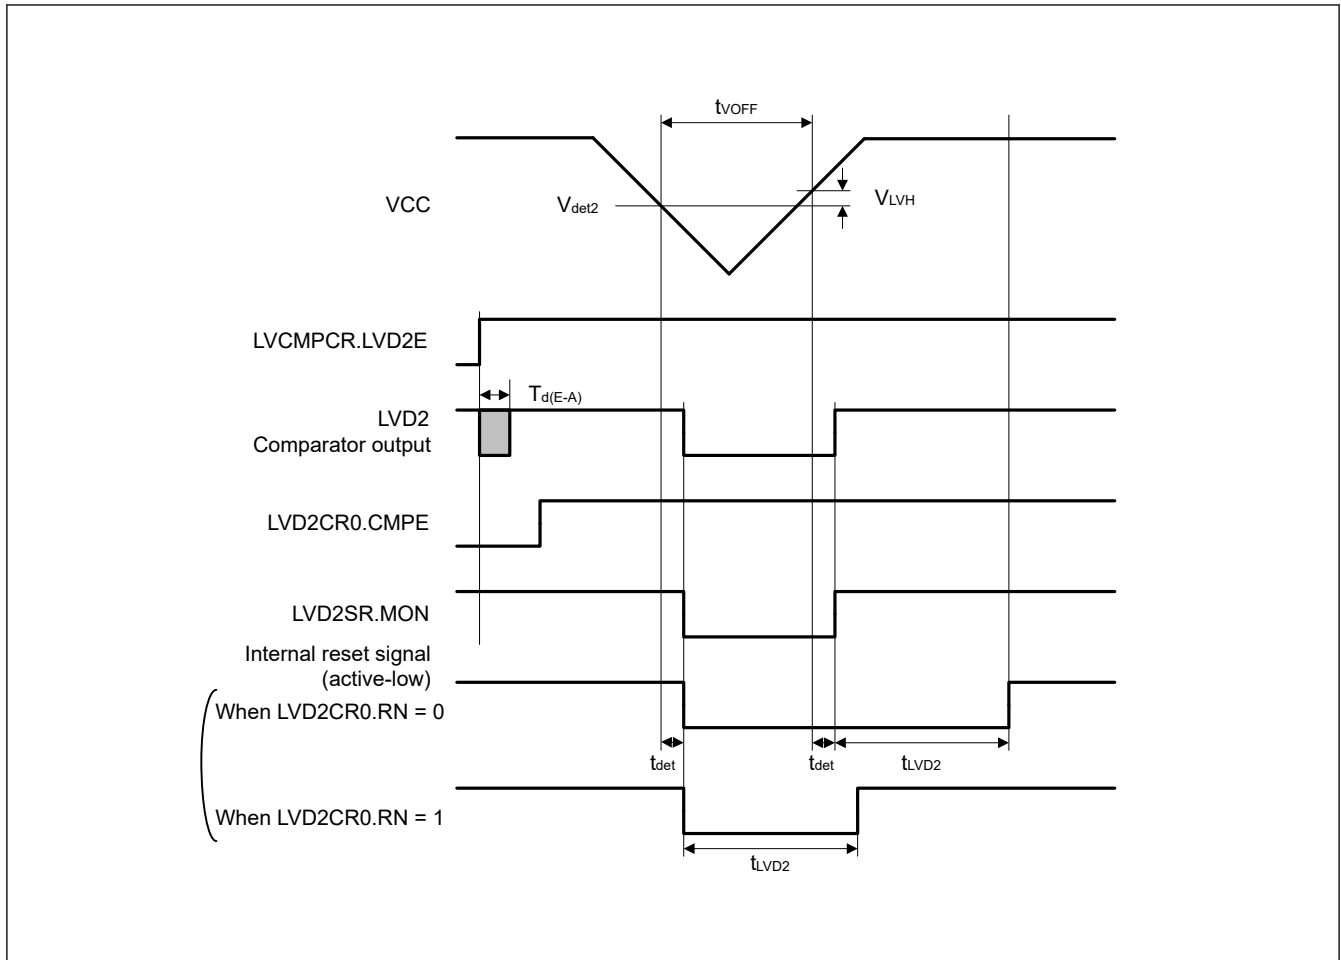 tVOFF
VCC
Vdet2
VLVH
LVCMPCR.LVD2E
Td(E-A)
LVD2
Comparator output
LVD2CR0.CMPE
LVD2SR.MON
Internal reset signal
(active-low)
When LVD2CR0.RN = 0
tdet
tdet
tLVD2
When LVD2CR0.RN = 1
tLVD2